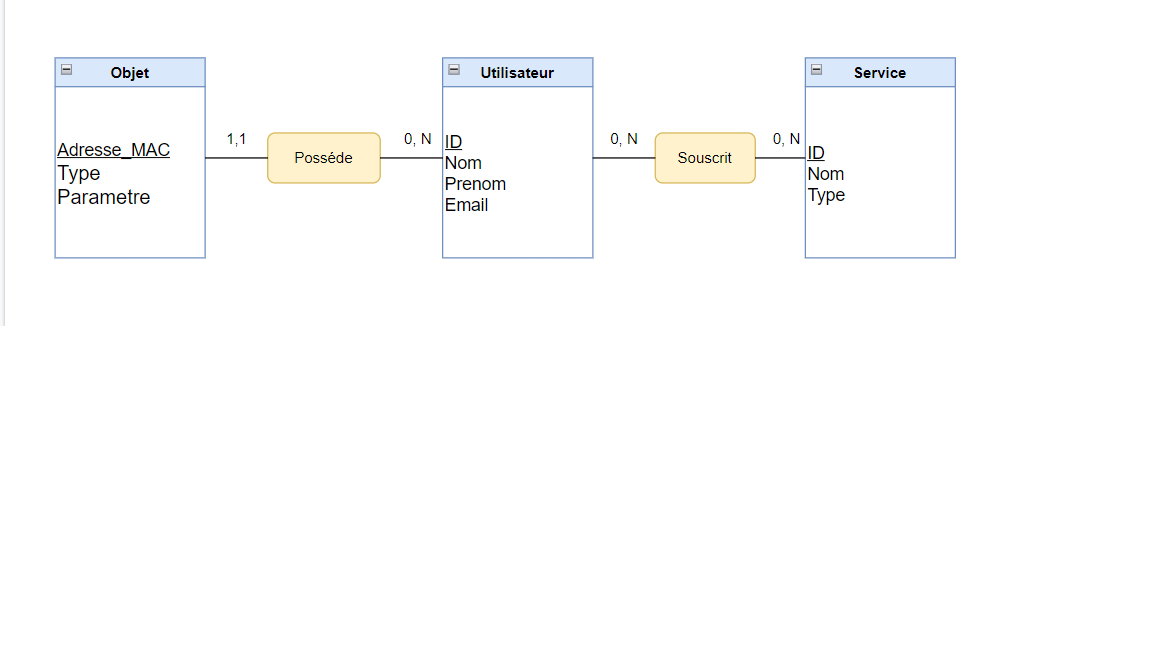 Objet
Adresse_MAC
Type
Parametre
1,1
Posséde
0, N
Utilisateur
ID
Nom
Prenom
Email
0, N
Souscrit
0, N
Service
ID
Nom
Type